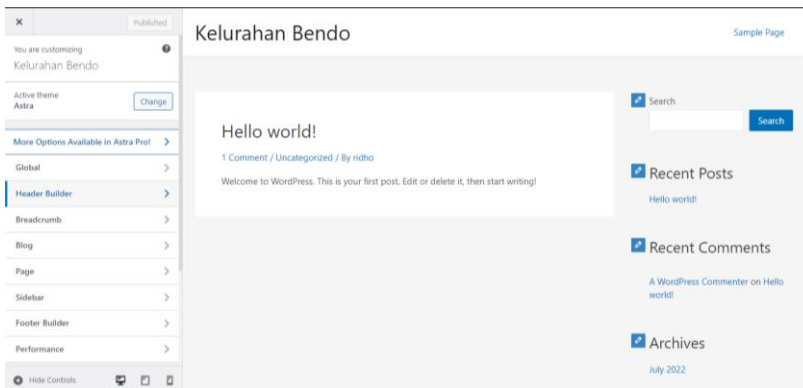 ×
Published
You are customizing
Kelurahan Bendo
Active theme
Astra
Change
More Options Available in Astra Pro!
Global
Header Builder
Breadcrumb
Blog
Page
Sidebar
Footer Builder
Performance
Hide Controls
Kelurahan Bendo
Sample Page
Hello world!
1 Comment / Uncategorized / By ridho
Welcome to WordPress. This is your first post. Edit or delete it, then start writing!
Search
Search
Recent Posts
Hello world!
Recent Comments
A WordPress Commenter on Hello
world!
Archives
July 2022